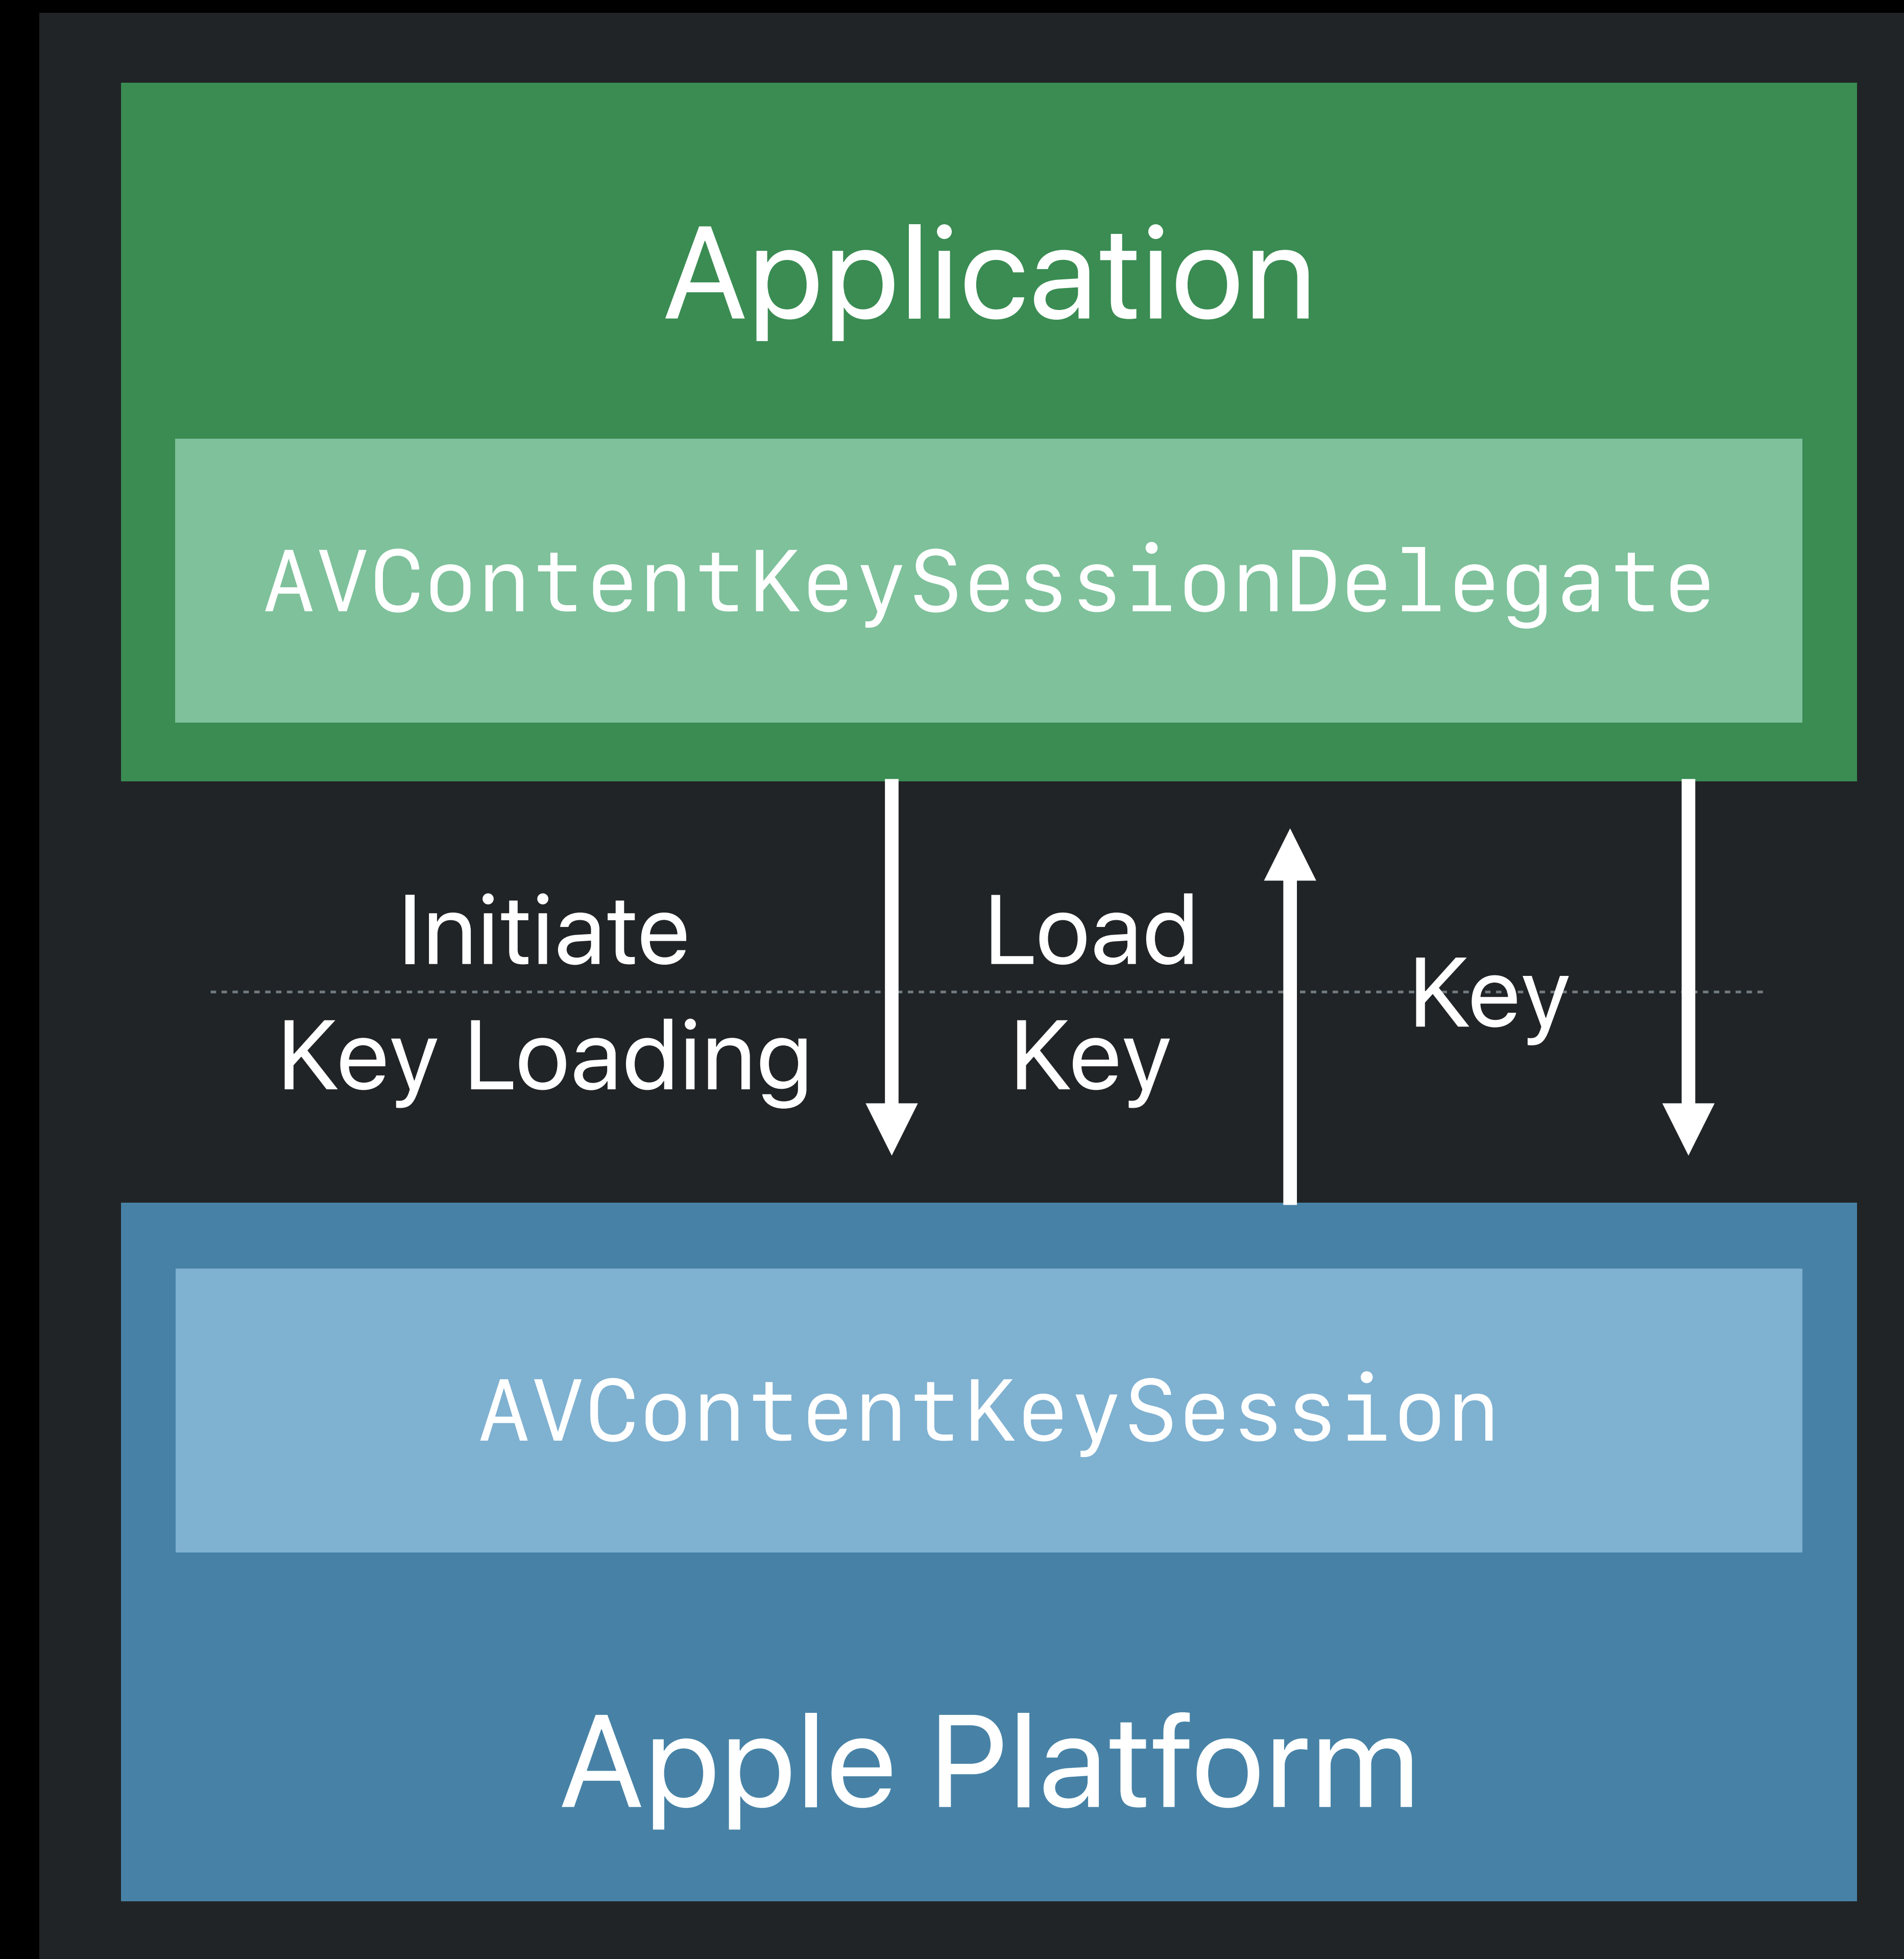 Application
AVContentKeySessionDelegate
Initiate
Key Loading
Load
Key
Key
AVContentKeySession
Apple Platform